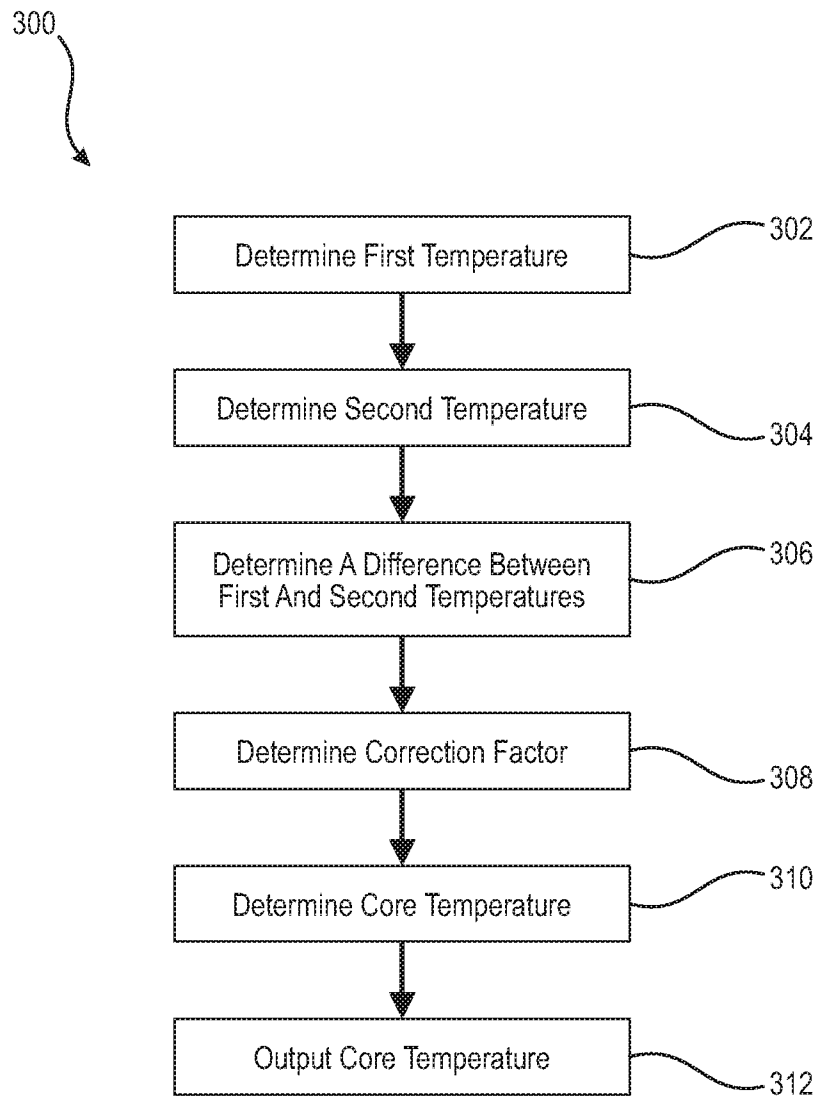 300
Determine First Temperature
302
Determine Second Temperature
304
Determine A Difference Between
First And Second Temperatures
306
Determine Correction Factor
308
Determine Core Temperature
310
Output Core Temperature
312